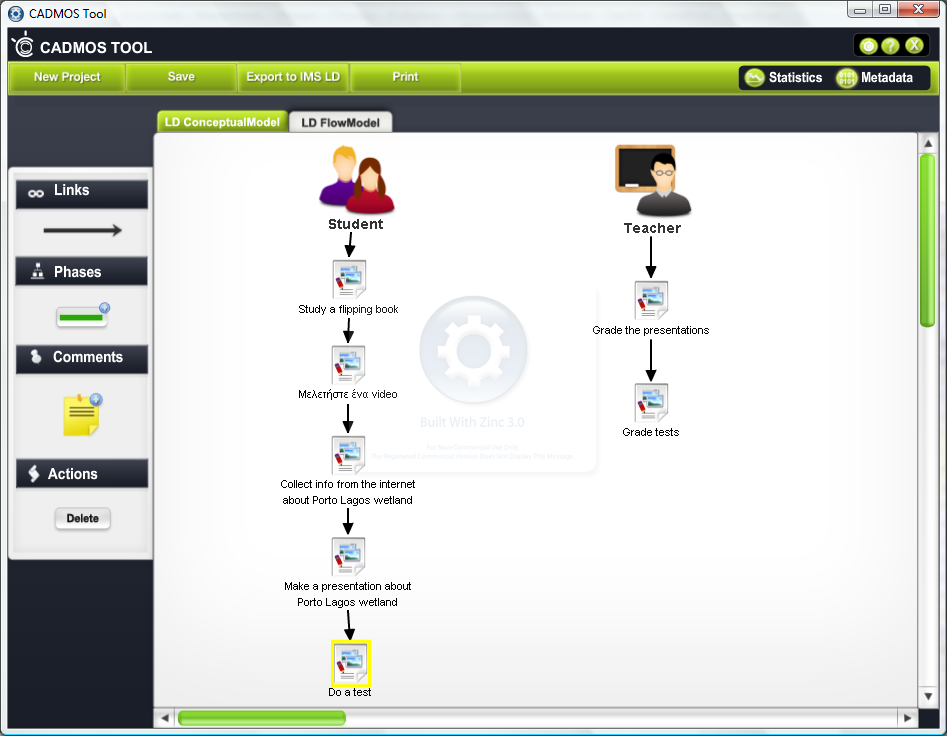 CADMOS Tool
CADMOS TOOL
New Project
Save
Export to IMS LD
Print
Statistics
Metadata
LD ConceptualModel
LD FlowModel
Links
Phases
Comments
Actions
Delete
Student
Study a flipping book
Μελετήστε ένα video
Collect info from the internet
about Porto Lagos wetland
Make a presentation about
Porto Lagos wetland
Do a test
Teacher
Grade the presentations
Grade tests
Built With Zinc 3.0
For Non-Commercial Use Only
The Registered Commercial Version Does Not Display This Message